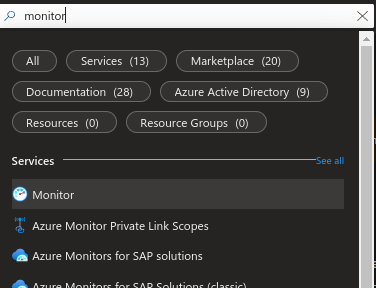 monitor
All Services (13) Marketplace (20)
Documentation (28) Azure Active Directory (9)
Resources (0) Resource Groups (0)
Services See all
Monitor
Azure Monitor Private Link Scopes
Azure Monitors for SAP solutions
Azure Monitors for SAP Solutions (classic)